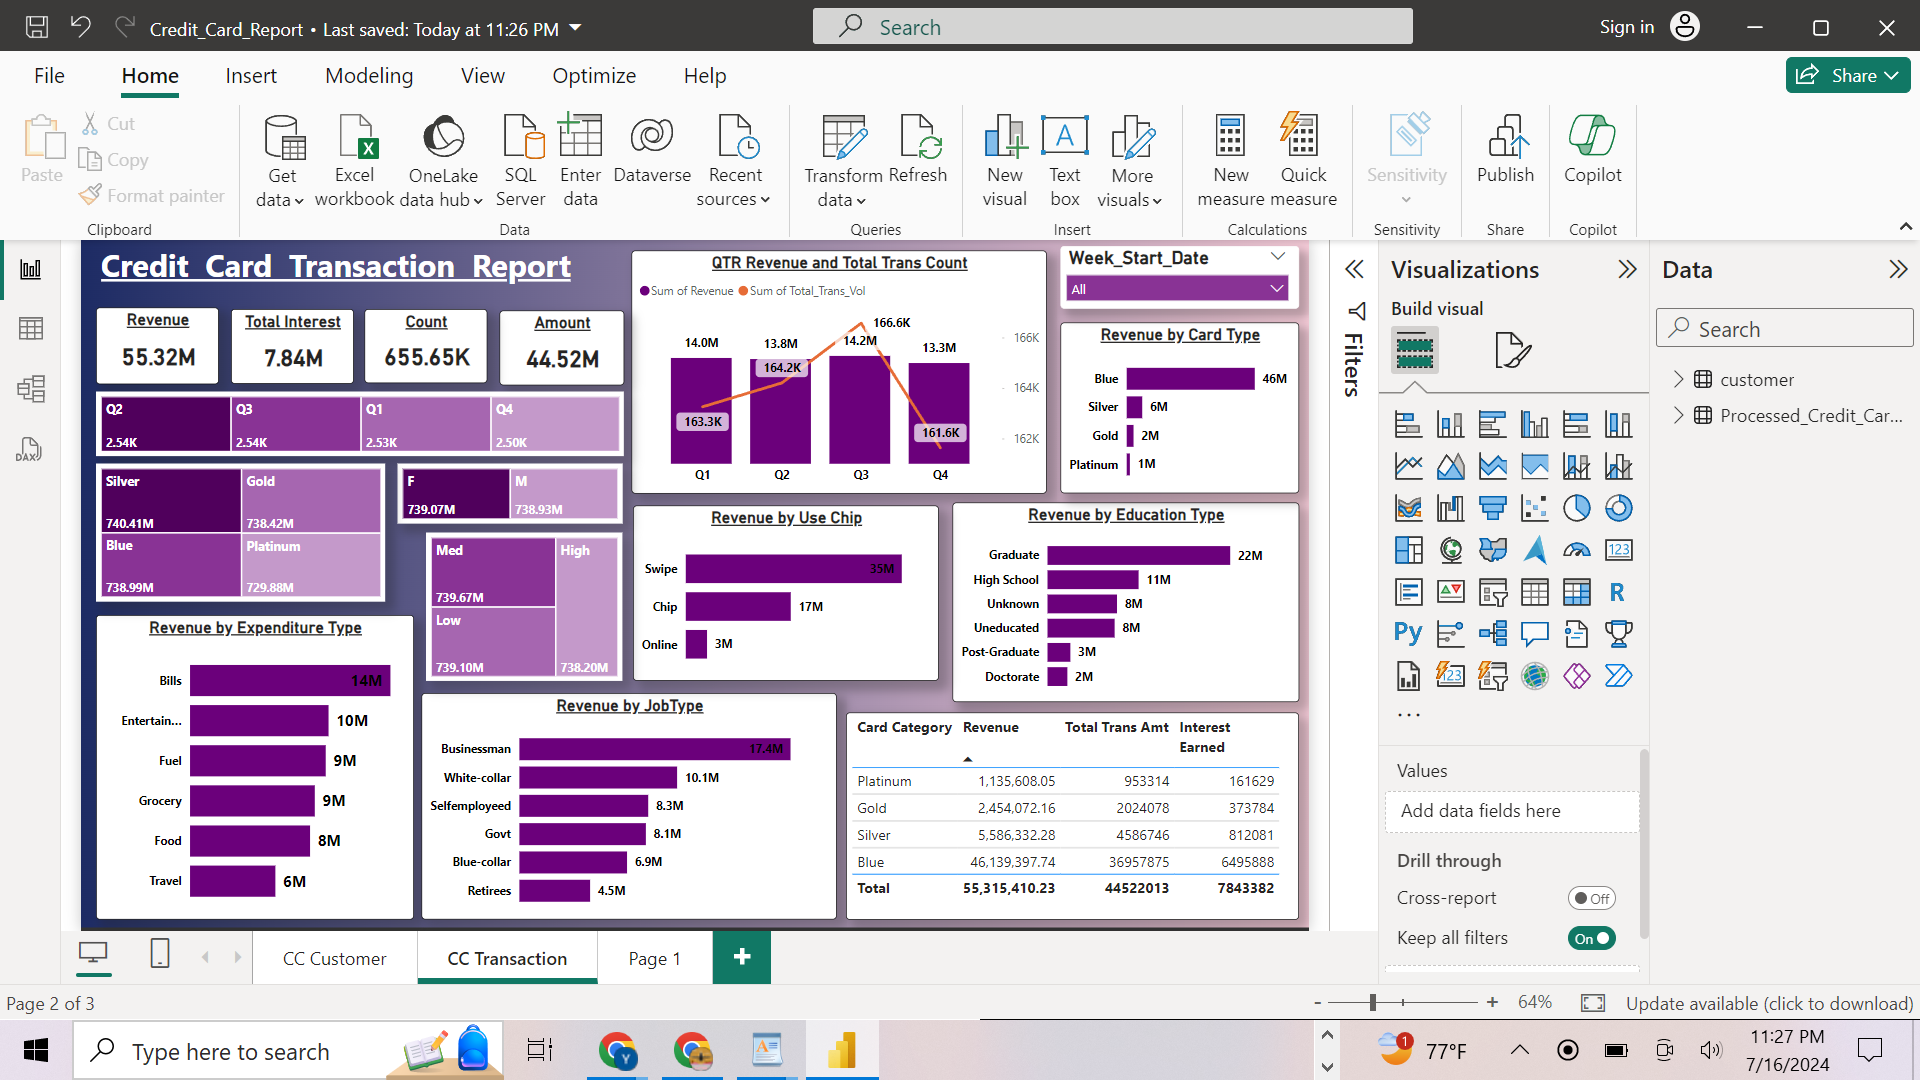 Credit_Card_Report • Last saved: Today at 11:26 PM
Search
Sign in
File
Home
Insert
Modeling
View
Optimize
Help
Share
Paste
Cut
Copy
Format painter
Clipboard
Get data
Excel workbook
OneLake data hub
SQL Server
Enter data
Dataverse
Recent sources
Data
Transform data
Refresh
Queries
New visual
Text box
A
More visuals
Insert
New measure
Quick measure
Calculations
Sensitivity
Sensitivity
Publish
Share
Copilot
Copilot
DAX
Credit_Card_Transaction_Report
Revenue
55.32M
Total Interest
7.84M
Count
655.65K
Amount
44.52M
Q2
2.54K
Q3
2.54K
Q1
2.53K
Q4
2.50K
Silver
740.41M
Gold
738.42M
Blue
738.99M
Platinum
729.88M
F
739.07M
M
738.93M
Med
739.67M
High
738.20M
Low
739.10M
QTR Revenue and Total Trans Count
Sum of Revenue
Sum of Total_Trans_Vol
14.0M
13.8M
14.2M
13.3M
163.3K
164.2K
166.6K
161.6K
166K
164K
162K
Q1
Q2
Q3
Q4
Week_Start_Date
All
Revenue by Card Type
Blue 46M
Silver 6M
Gold 2M
Platinum 1M
Revenue by Use Chip
Swipe 35M
Chip 17M
Online 3M
Revenue by Education Type
Graduate 22M
High School 11M
Unknown 8M
Uneducated 8M
Post-Graduate 3M
Doctorate 2M
Revenue by Expenditure Type
Bills 14M
Entertain... 10M
Fuel 9M
Grocery 9M
Food 8M
Travel 6M
Revenue by JobType
Businessman 17.4M
White-collar 10.1M
Selfemployeed 8.3M
Govt 8.1M
Blue-collar 6.9M
Retirees 4.5M
Card Category Revenue Total Trans Amt Interest Earned
Platinum 1,135,608.05 953314 161629
Gold 2,454,072.16 2024078 373784
Silver 5,586,332.28 4586746 812081
Blue 46,139,397.74 36957875 6495888
Total 55,315,410.23 44522013 7843382
Filters
Visualizations
Build visual
123
R
Py
123
...
Values
Add data fields here
Drill through
Cross-report
Off
Keep all filters
On
Data
Search
customer
Processed_Credit_Car...
CC Customer
CC Transaction
Page 1
+
Page 2 of 3
- + 64%
Update available (click to download)
Type here to search
Y
1
77°F
11:27 PM
7/16/2024